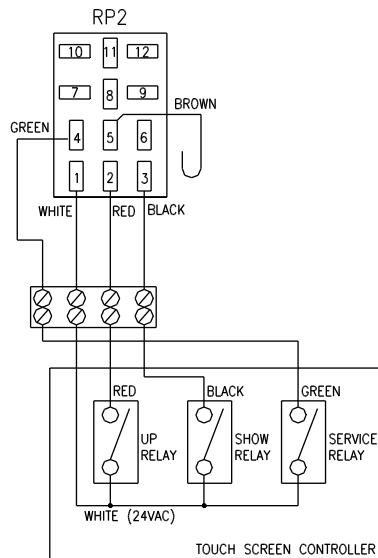 RP2
10 11 12
7 8 9
BROWN
GREEN
4 5 6
1 2 3
WHITE RED BLACK
RED BLACK GREEN
UP RELAY
SHOW RELAY
SERVICE RELAY
WHITE (24VAC)
TOUCH SCREEN CONTROLLER